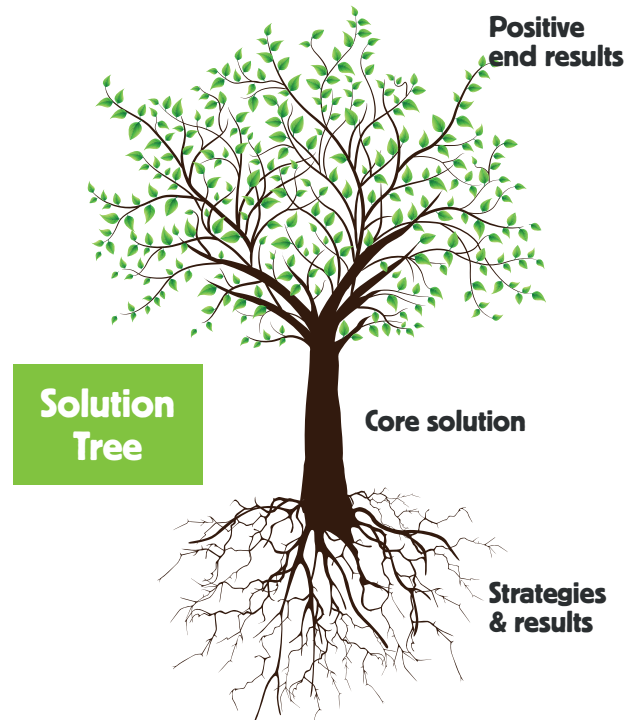 Positive
end results
Solution
Tree
Core solution
Strategies
& results